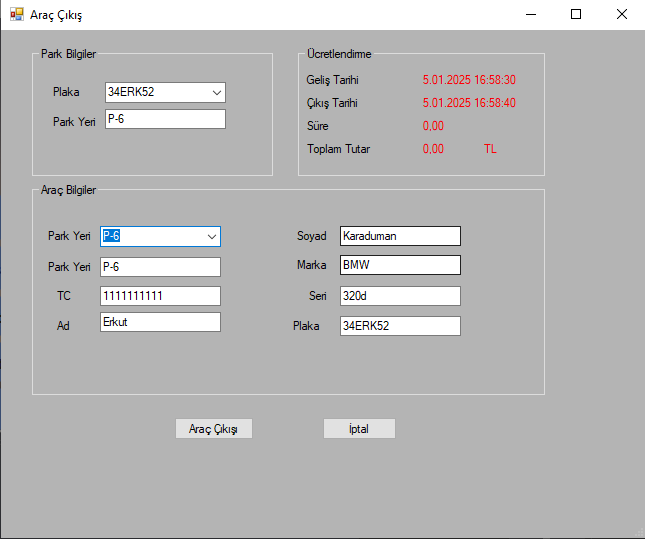 Araç Çıkış
Park Bilgiler
Plaka 34ERK52
Park Yeri P-6
Ücretlendirme
Geliş Tarihi 5.01.2025 16:58:30
Çıkış Tarihi 5.01.2025 16:58:40
Süre 0,00
Toplam Tutar 0,00 TL
Araç Bilgiler
Park Yeri P-6
Park Yeri P-6
TC 1111111111
Ad Erkut
Soyad Karaduman
Marka BMW
Seri 320d
Plaka 34ERK52
Araç Çıkışı İptal